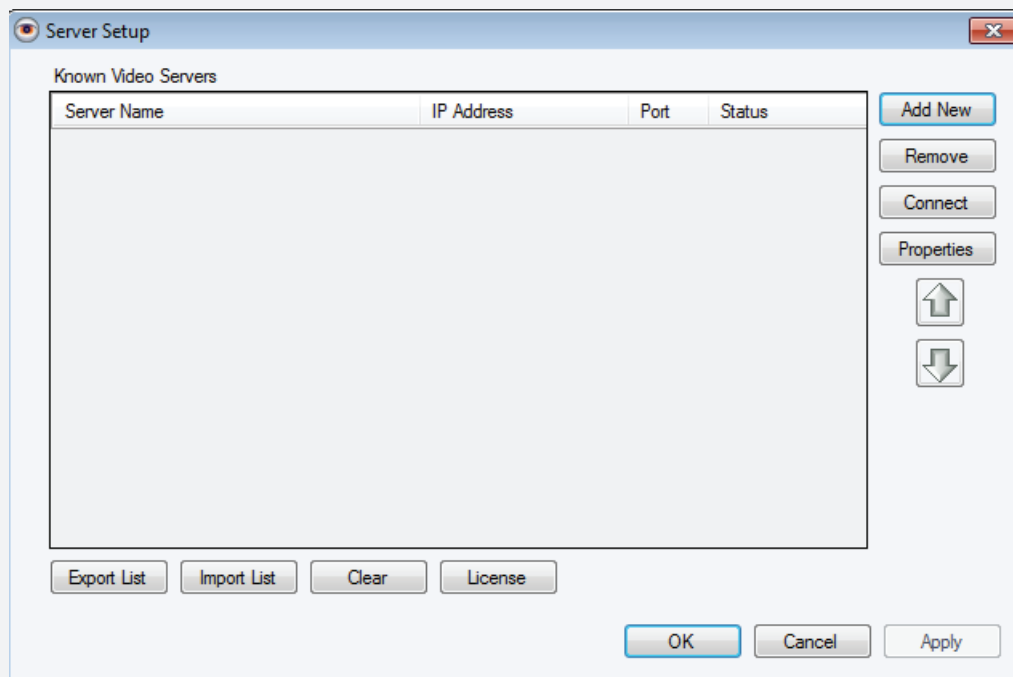 Server Setup
Known Video Servers
Server Name IP Address Port Status
Add New
Remove
Connect
Properties
Export List Import List Clear License
OK Cancel Apply